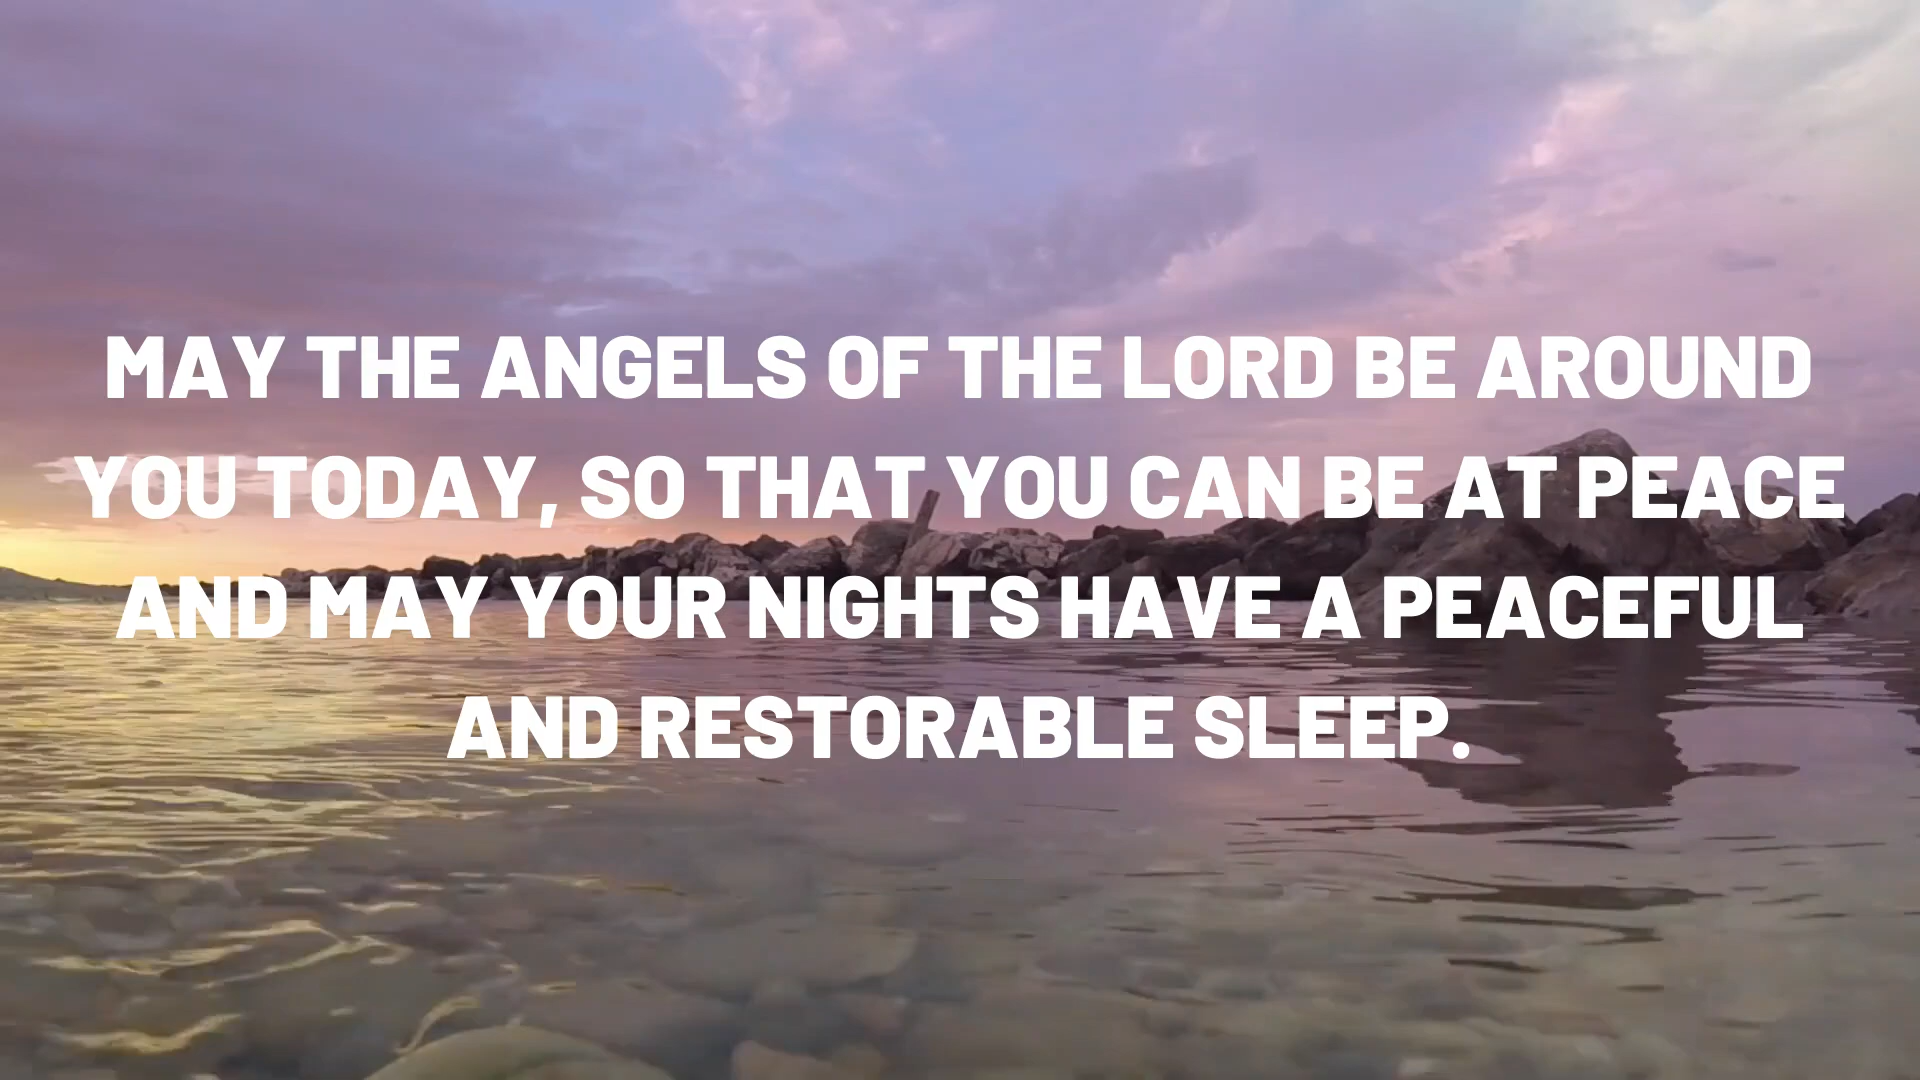 MAY THE ANGELS OF THE LORD BE AROUND
YOU TODAY, SO THAT YOU CAN BE AT PEACE
AND MAY YOUR NIGHTS HAVE A PEACEFUL
AND RESTORABLE SLEEP.